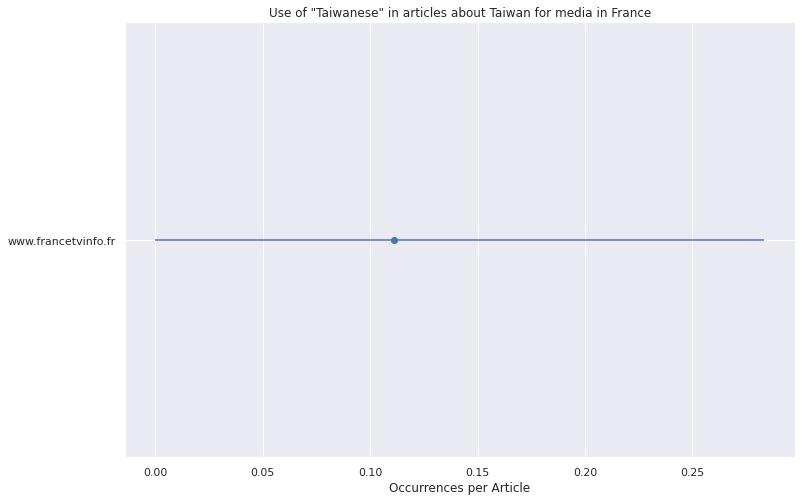 Use of "Taiwanese" in articles about Taiwan for media in France
www.francetvinfo.fr
0.00 0.05 0.10 0.15 0.20 0.25
Occurrences per Article